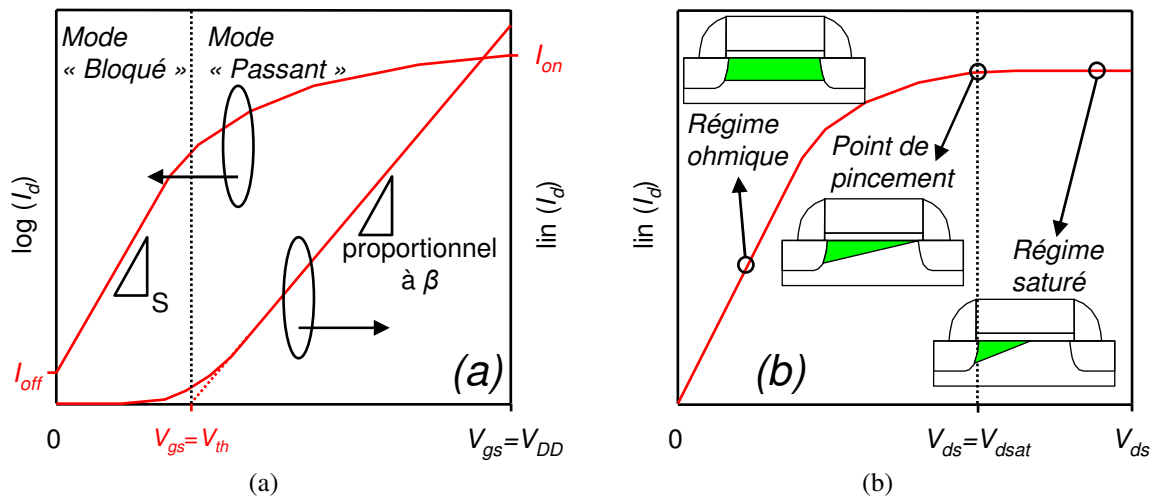 Mode
« Bloqué »
Mode
« Passant »
I_on
log (I_d)
lin (I_d)
S
proportionnel
à β
I_off
(a)
0
V_gs=V_th
V_gs=V_DD
(a)
Régime
ohmique
Point de
pincement
Régime
saturé
lin (I_d)
(b)
0
V_ds=V_dsat
V_ds
(b)